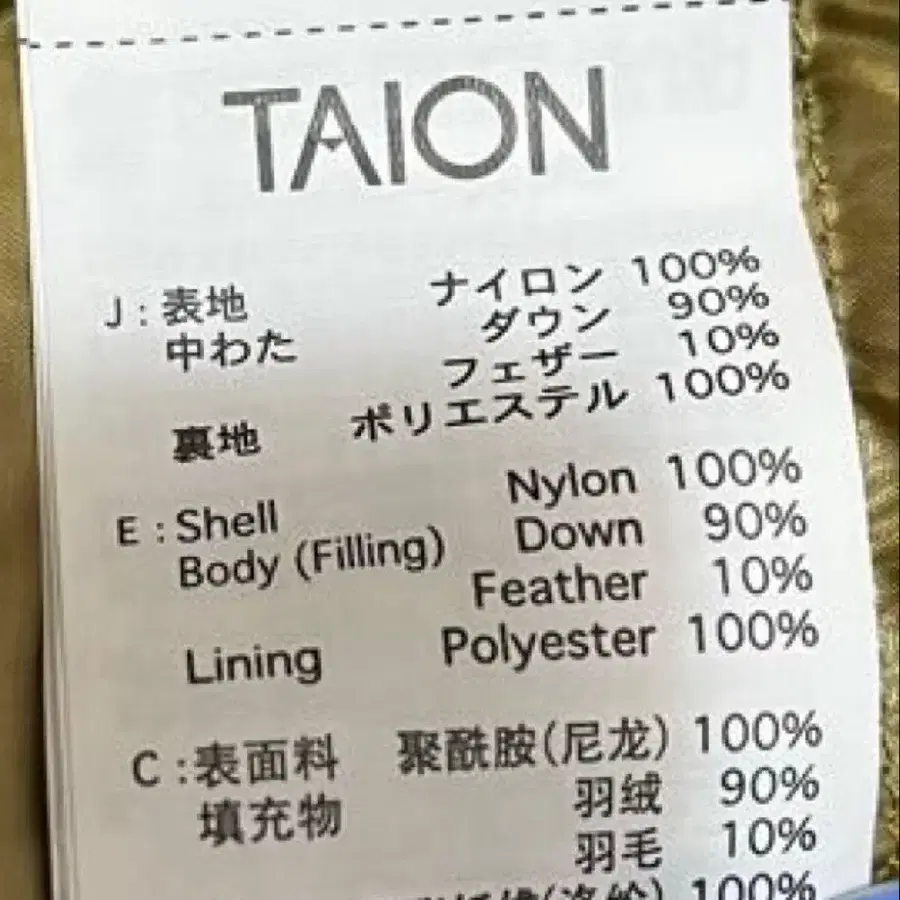 TAION
J : 表地 ナイロン 100%
中わた ダウン 90%
フェザー 10%
裏地 ポリエステル 100%
E : Shell Nylon 100%
Body (Filling) Down 90%
Feather 10%
Lining Polyester 100%
C : 表面料 聚酰胺(尼龙) 100%
填充物 羽绒 90%
羽毛 10%
100%